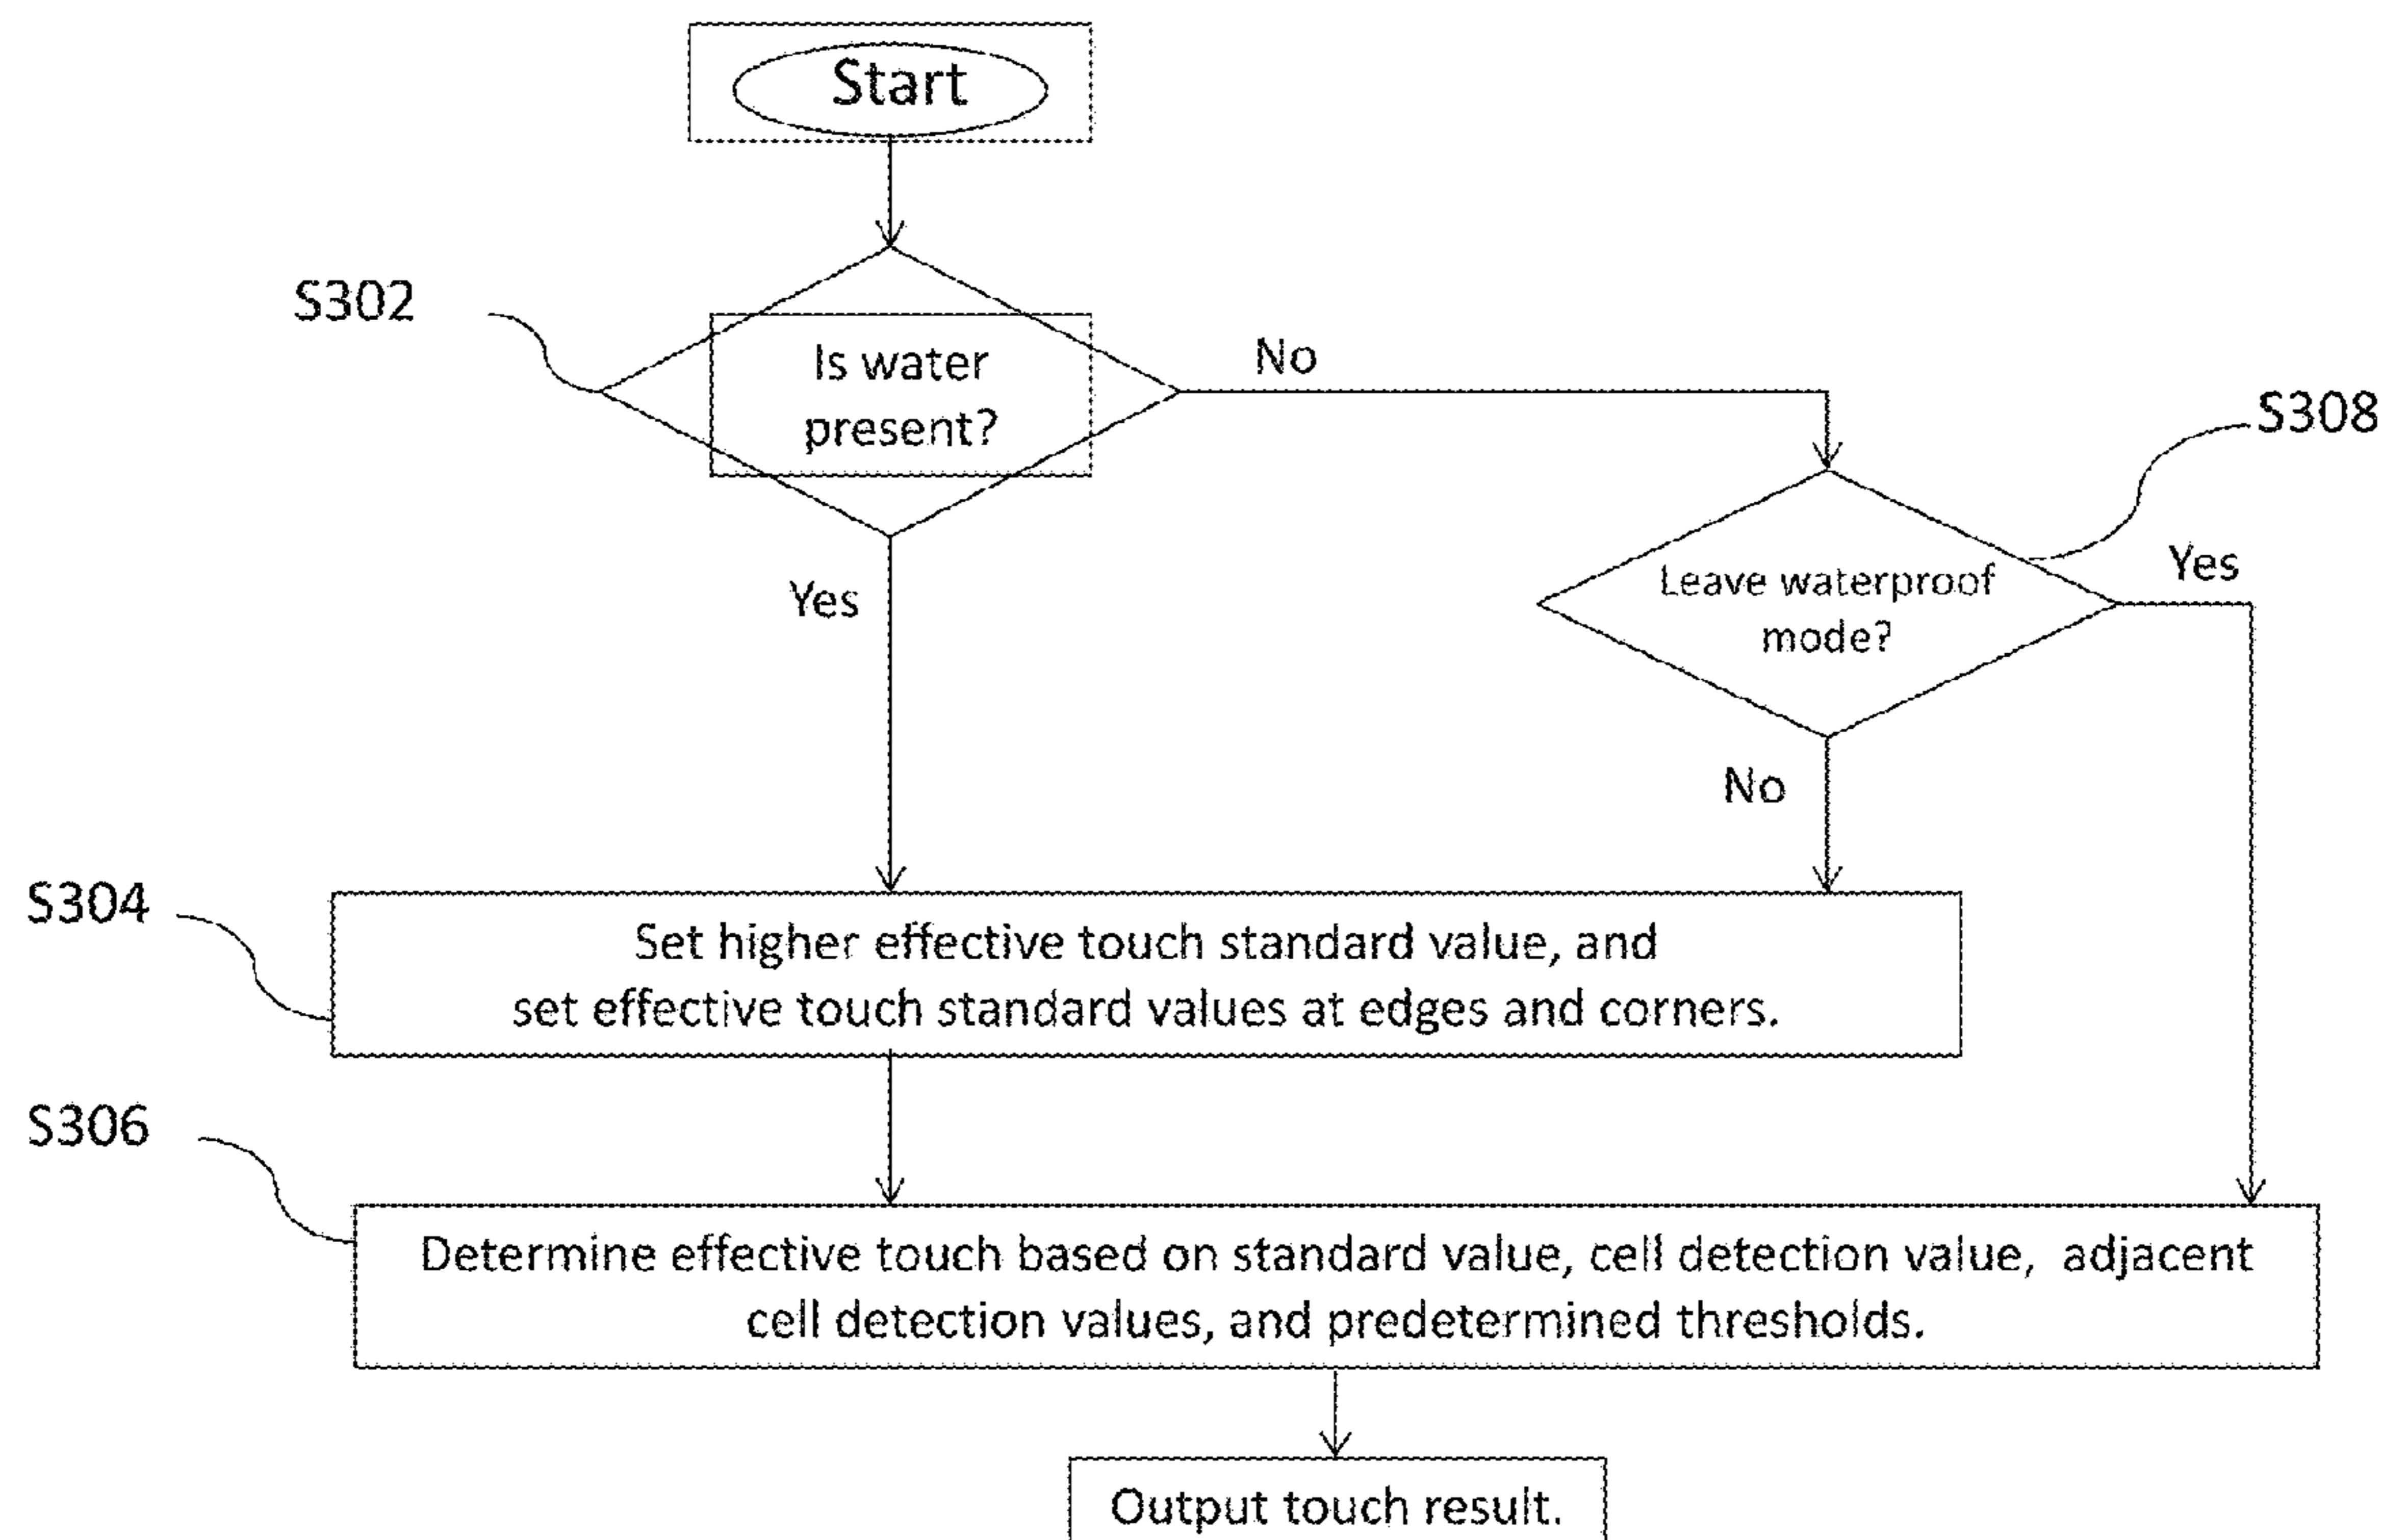 Start
S302
Is water
present?
No
S308
Leave waterproof
mode?
Yes
Yes
No
S304
Set higher effective touch standard value, and
set effective touch standard values at edges and corners.
S306
Determine effective touch based on standard value, cell detection value, adjacent
cell detection values, and predetermined thresholds.
Output touch result.